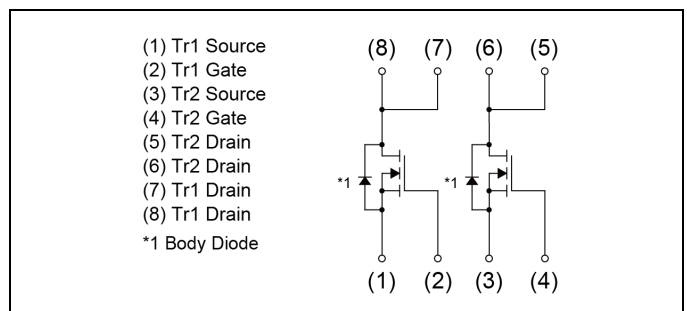 (1) Tr1 Source
(2) Tr1 Gate
(3) Tr2 Source
(4) Tr2 Gate
(5) Tr2 Drain
(6) Tr2 Drain
(7) Tr1 Drain
(8) Tr1 Drain
*1 Body Diode
(8) (7) (6) (5)
*1 *1
(1) (2) (3) (4)